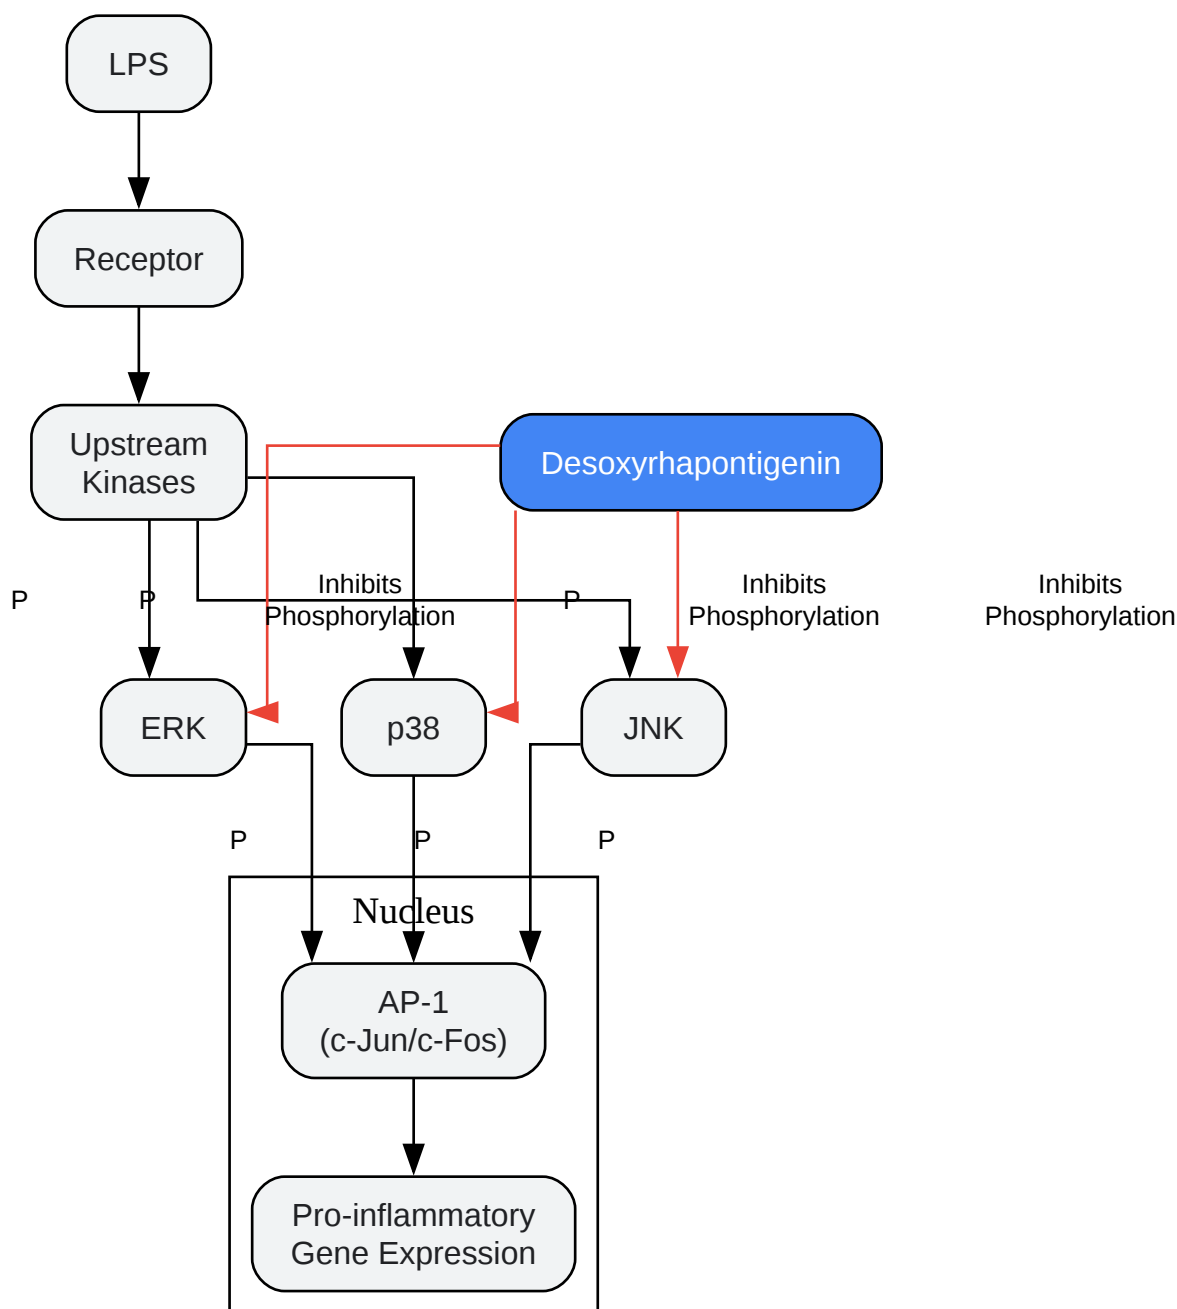 LPS
Receptor
Upstream
Kinases
Desoxyrhapontigenin
P
P
Inhibits
Phosphorylation
P
Inhibits
Phosphorylation
Inhibits
Phosphorylation
ERK
p38
JNK
P
P
P
Nucleus
AP-1
(c-Jun/c-Fos)
Pro-inflammatory
Gene Expression